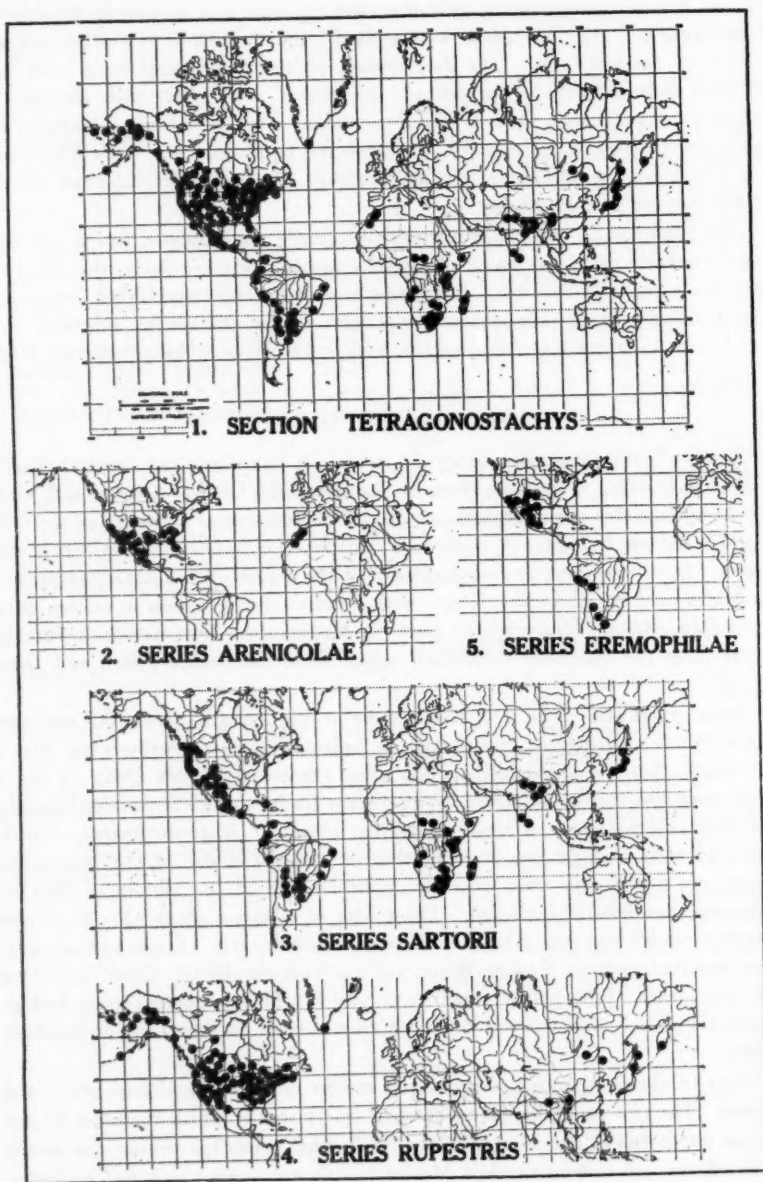 1. SECTION TETRAGONOSTACHYS
2. SERIES ARENICOLAE
5. SERIES EREMOPHILAE
3. SERIES SARTORII
4. SERIES RUPESTRES